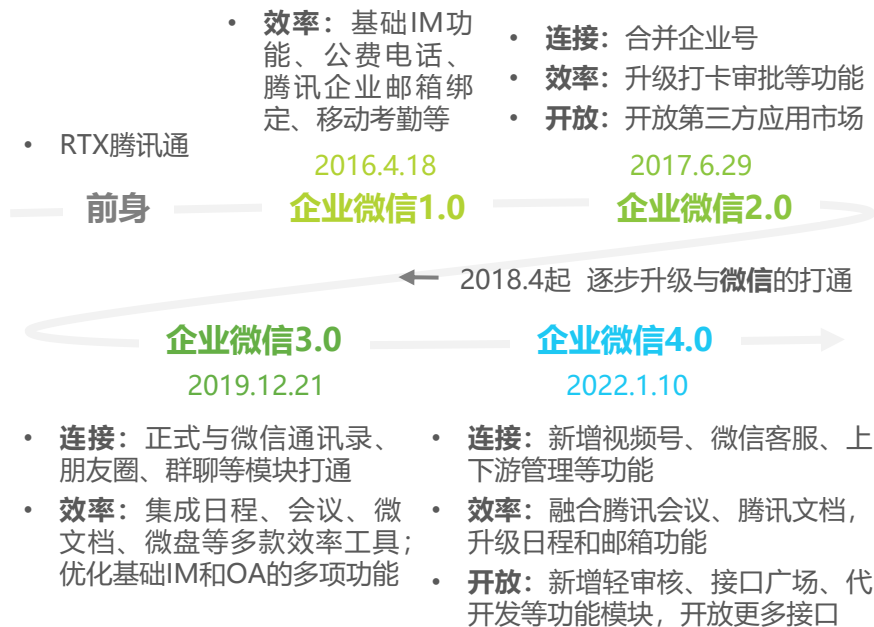 • RTX腾讯通
前身
• 效率：基础IM功
能、公费电话、
腾讯企业邮箱绑
定、移动考勤等
2016.4.18
企业微信1.0
• 连接：合并企业号
• 效率：升级打卡审批等功能
• 开放：开放第三方应用市场
2017.6.29
企业微信2.0
2018.4起 逐步升级与微信的打通
企业微信3.0
2019.12.21
• 连接：正式与微信通讯录、
朋友圈、群聊等模块打通
• 效率：集成日程、会议、微
文档、微盘等多款效率工具；
优化基础IM和OA的多项功能
企业微信4.0
2022.1.10
• 连接：新增视频号、微信客服、上
下游管理等功能
• 效率：融合腾讯会议、腾讯文档，
升级日程和邮箱功能
• 开放：新增轻审核、接口广场、代
开发等功能模块，开放更多接口